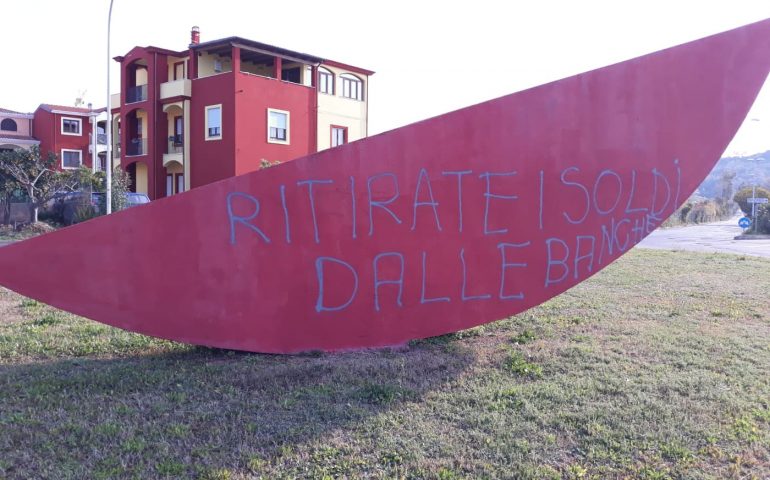 RITIRATE I SOLDI
DALLE BANCHE